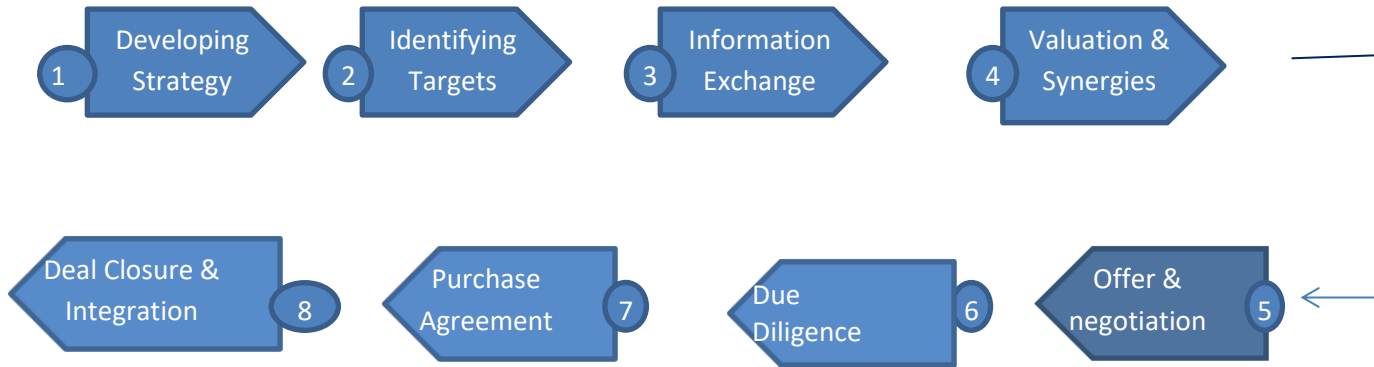 1
Developing
Strategy
2
Identifying
Targets
3
Information
Exchange
4
Valuation &
Synergies
5
Offer &
negotiation
6
Due
Diligence
7
Purchase
Agreement
8
Deal Closure &
Integration